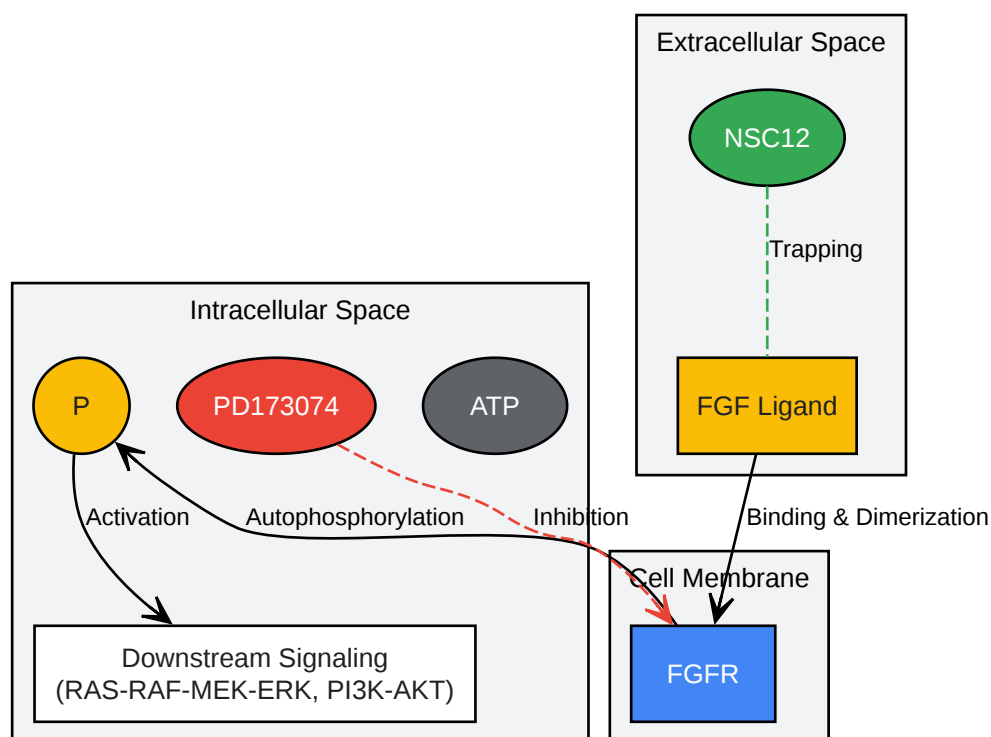 Extracellular Space
NSC12
Trapping
Intracellular Space
P
PD173074
ATP
FGF Ligand
Activation
Autophosphorylation
Inhibition
Binding & Dimerization
Cell Membrane
Downstream Signaling
(RAS-RAF-MEK-ERK, PI3K-AKT)
FGFR